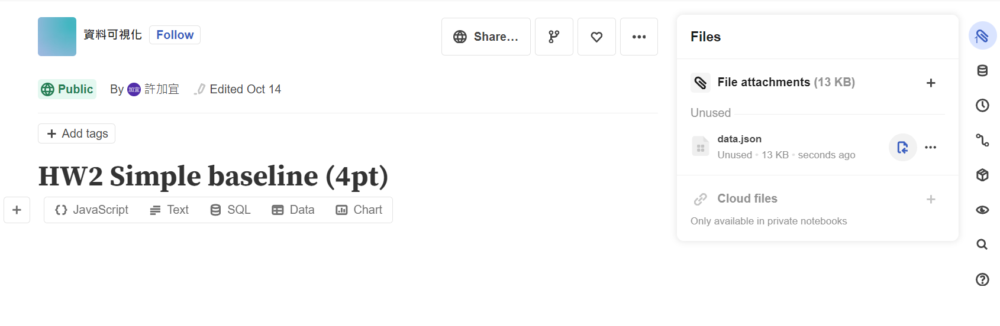 資料可視化
Follow
Share...
Public
By 加宜 許加宜
Edited Oct 14
Add tags
HW2 Simple baseline (4pt)
JavaScript
Text
SQL
Data
Chart
Files
File attachments (13 KB)
Unused
data.json
Unused • 13 KB • seconds ago
Cloud files
Only available in private notebooks
1